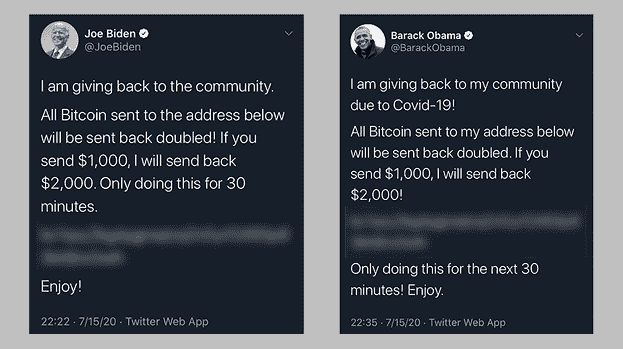 Joe Biden
@JoeBiden
I am giving back to the community.
All Bitcoin sent to the address below
will be sent back doubled! If you
send $1,000, I will send back
$2,000. Only doing this for 30
minutes.
Enjoy!
22:22 · 7/15/20 · Twitter Web App
Barack Obama
@BarackObama
I am giving back to my community
due to Covid-19!
All Bitcoin sent to my address below
will be sent back doubled. If you
send $1,000, I will send back
$2,000!
Only doing this for the next 30
minutes! Enjoy.
22:35 · 7/15/20 · Twitter Web App